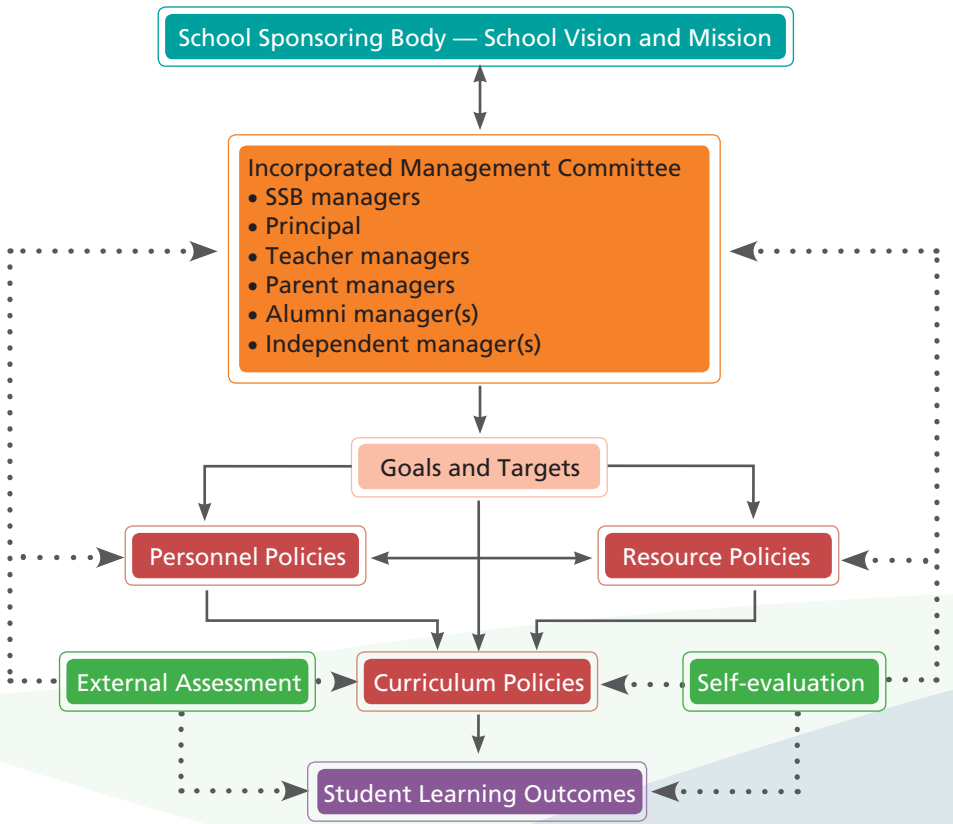 School Sponsoring Body — School Vision and Mission
Incorporated Management Committee
• SSB managers
• Principal
• Teacher managers
• Parent managers
• Alumni manager(s)
• Independent manager(s)
Goals and Targets
Personnel Policies
Resource Policies
External Assessment
Curriculum Policies
Self-evaluation
Student Learning Outcomes